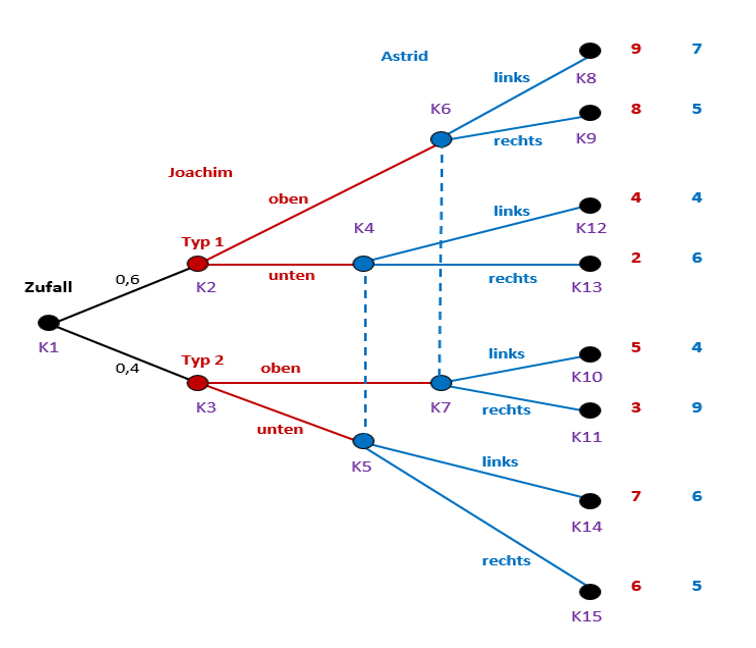 9 7
Astrid
links
K8
K6
8 5
rechts K9
Joachim
oben
4 4
links
K4 K12
Typ 1
unten rechts
0,6
Zufall K2 K13
K1
5 4
links
Typ 2 oben
0,4 K10
K3 K7 rechts 3 9
unten K11
links
K5
7 6
K14
rechts
6 5
K15